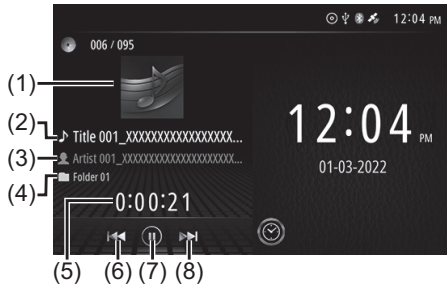 12:04 PM
006 / 095
(1)
(2) Title 001_XXXXXXXXXXXXXXXXX...
(3) Artist 001_XXXXXXXXXXXXXXXXXXXX...
(4) Folder 01
12:04 PM
01-03-2022
(5) 0:00:21
(6) (7) (8)